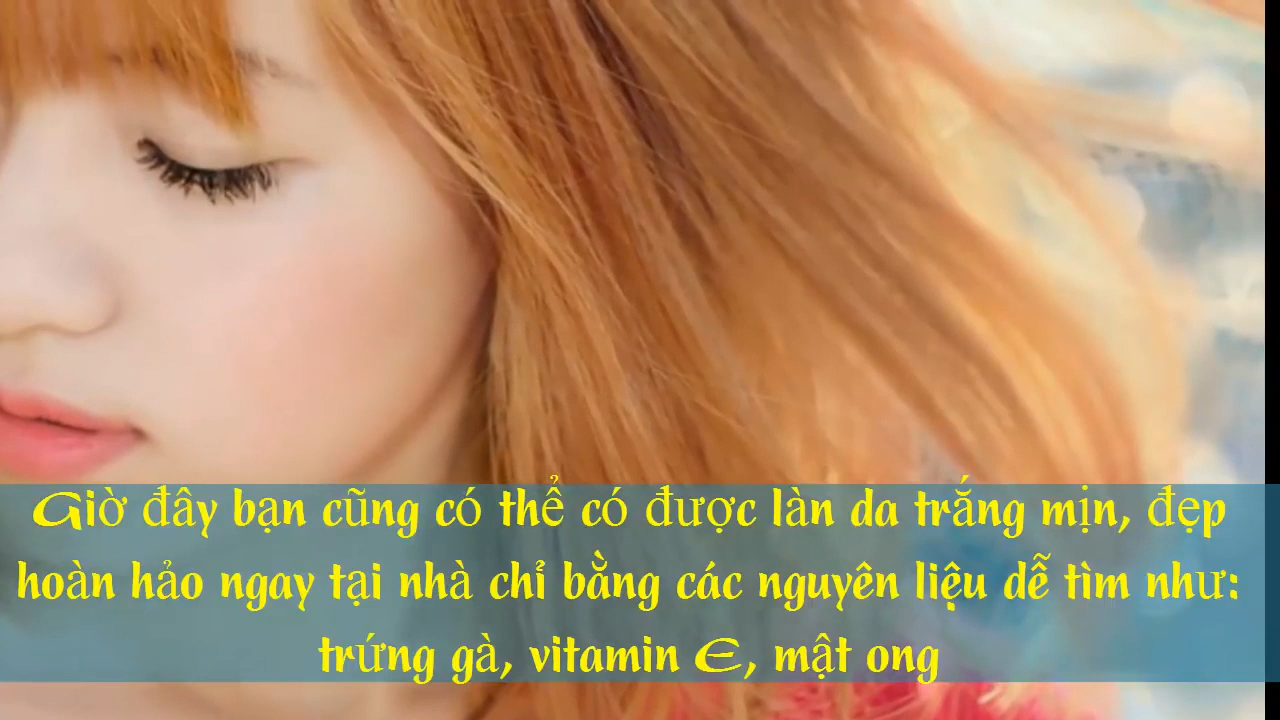 Giờ đây bạn cũng có thể có được làn da trắng mịn, đẹp
hoàn hảo ngay tại nhà chỉ bằng các nguyên liệu dễ tìm như:
trứng gà, vitamin E, mật ong